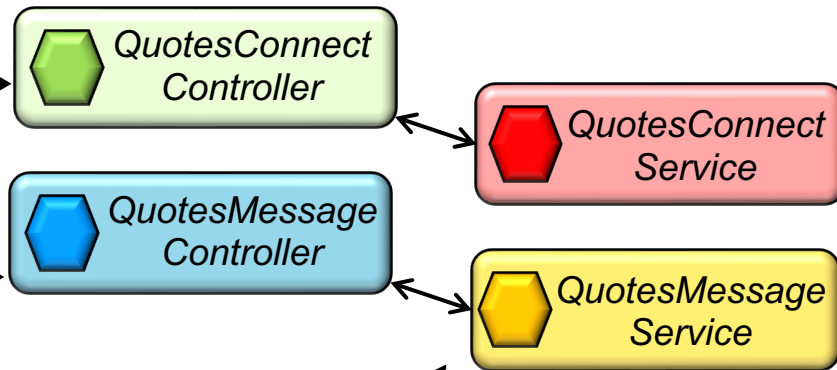 QuotesConnect
Controller
QuotesConnect
Service
QuotesMessage
Controller
QuotesMessage
Service